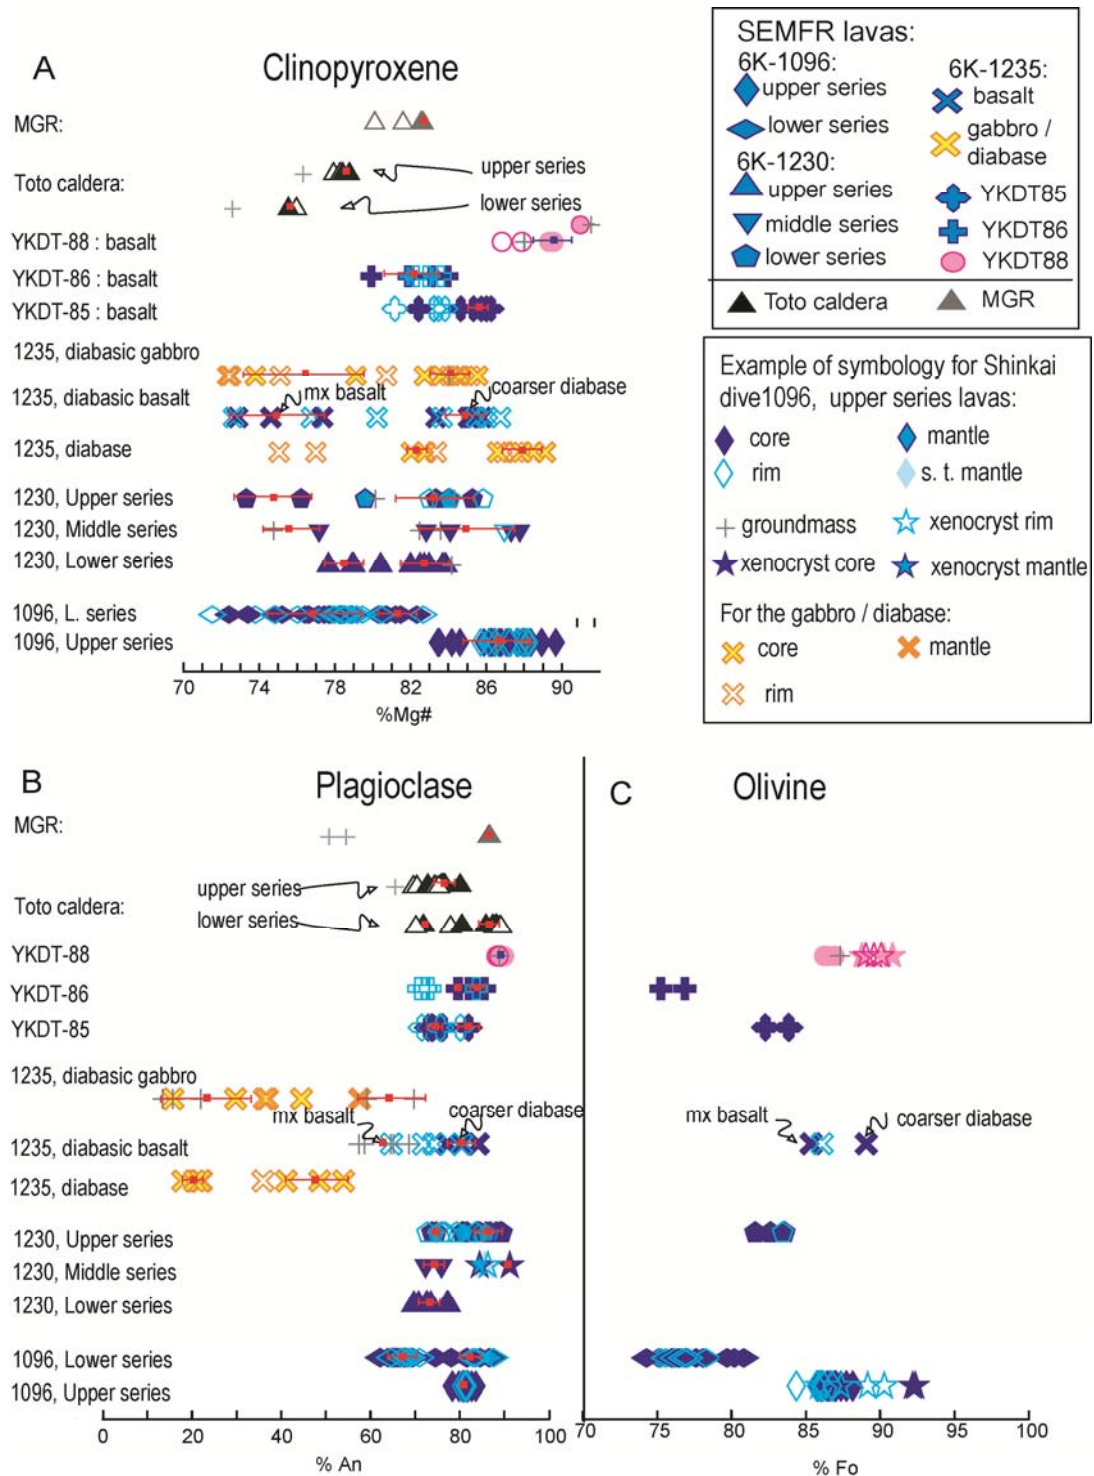 A
Clinopyroxene
MGR:
Toto caldera:
upper series
lower series
YKDT-88 : basalt
YKDT-86 : basalt
YKDT-85 : basalt
1235, diabasic gabbro
mx basalt
coarser diabase
1235, diabasic basalt
1235, diabase
1230, Upper series
1230, Middle series
1230, Lower series
1096, L. series
1096, Upper series
70 74 78 82 86 90
%Mg#
SEMFR lavas:
6K-1096:
upper series
lower series
6K-1230:
upper series
middle series
lower series
6K-1235:
basalt
gabbro /
diabase
YKDT85
YKDT86
YKDT88
Toto caldera
MGR
Example of symbology for Shinkai
dive1096, upper series lavas:
core
mantle
rim
s. t. mantle
groundmass
xenocryst rim
xenocryst core
xenocryst mantle
For the gabbro / diabase:
core
mantle
rim
B
Plagioclase
MGR:
upper series
Toto caldera:
lower series
YKDT-88
YKDT-86
YKDT-85
1235, diabasic gabbro
mx basalt
coarser diabase
1235, diabasic basalt
1235, diabase
1230, Upper series
1230, Middle series
1230, Lower series
1096, Lower series
1096, Upper series
0 20 40 60 80 100
% An
C
Olivine
mx basalt
coarser diabase
70 75 80 85 90 95 100
% Fo